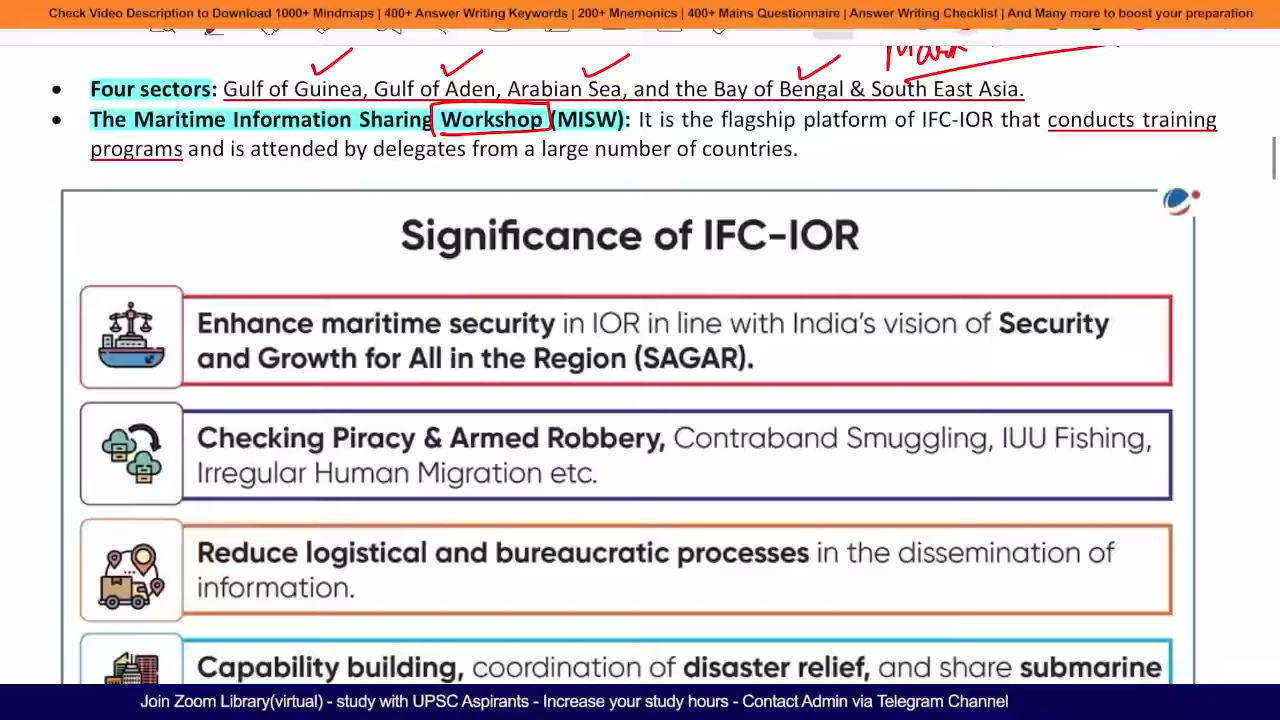 Check Video Description to Download 1000+ Mindmaps | 400+ Answer Writing Keywords | 200+ Mnemonics | 400+ Mains Questionnaire | Answer Writing Checklist | And Many more to boost your preparation
• Four sectors: Gulf of Guinea, Gulf of Aden, Arabian Sea, and the Bay of Bengal & South East Asia.
• The Maritime Information Sharing Workshop (MISW): It is the flagship platform of IFC-IOR that conducts training
programs and is attended by delegates from a large number of countries.
Significance of IFC-IOR
Enhance maritime security in IOR in line with India's vision of Security
and Growth for All in the Region (SAGAR).
Checking Piracy & Armed Robbery, Contraband Smuggling, IUU Fishing,
Irregular Human Migration etc.
Reduce logistical and bureaucratic processes in the dissemination of
information.
Capability building, coordination of disaster relief, and share submarine
Join Zoom Library(virtual) - study with UPSC Aspirants - Increase your study hours - Contact Admin via Telegram Channel